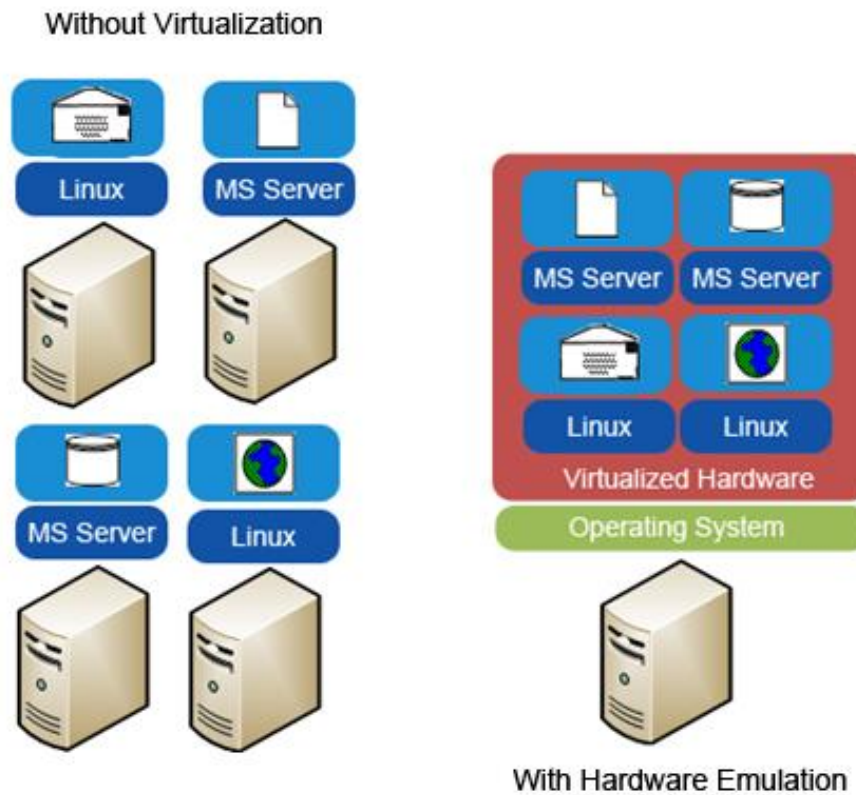 Without Virtualization
Linux
MS Server
MS Server
Linux
MS Server
MS Server
Linux
Linux
Virtualized Hardware
Operating System
With Hardware Emulation